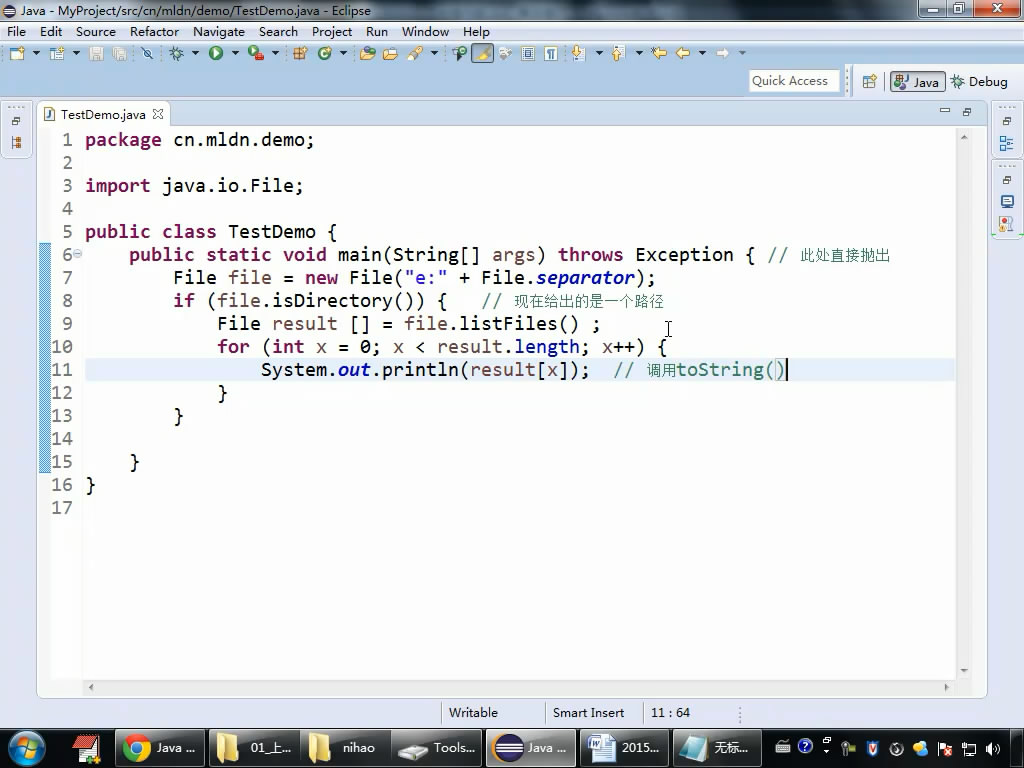 Java - MyProject/src/cn/mldn/demo/TestDemo.java - Eclipse
File Edit Source Refactor Navigate Search Project Run Window Help
Quick Access
Java
Debug
TestDemo.java
1 package cn.mldn.demo;
2
3 import java.io.File;
4
5 public class TestDemo {
6 public static void main(String[] args) throws Exception { // 此处直接抛出
7 File file = new File("e:" + File.separator);
8 if (file.isDirectory()) { // 现在给出的是一个路径
9 File result [] = file.listFiles() ;
10 for (int x = 0; x < result.length; x++) {
11 System.out.println(result[x]); // 调用toString()
12 }
13 }
14
15 }
16 }
17
Writable Smart Insert 11 : 64
Java ... 01_上... nihao Tools... Java ... 2015... 无标...